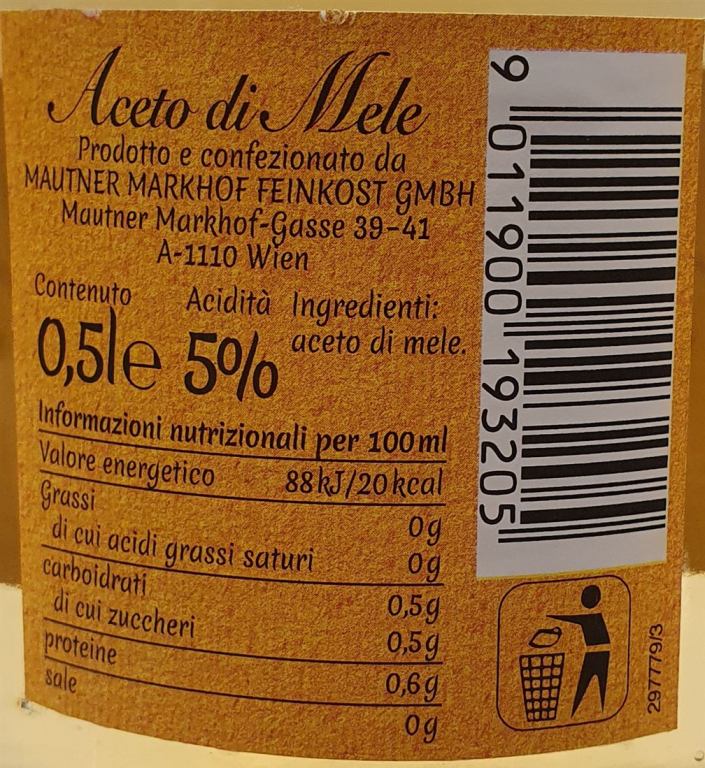 Aceto di Mele
Prodotto e confezionato da
MAUTNER MARKHOF FEINKOST GMBH
Mautner Markhof-Gasse 39-41
A-1110 Wien
Contenuto
0,5l e
Acidità
5%
Ingredienti:
aceto di mele.
Informazioni nutrizionali per 100 ml
Valore energetico 88 kJ/20 kcal
Grassi 0g
di cui acidi grassi saturi 0g
carboidrati 0,5g
di cui zuccheri 0,5g
proteine 0,6g
sale 0g
9 011900 193205
297779/3